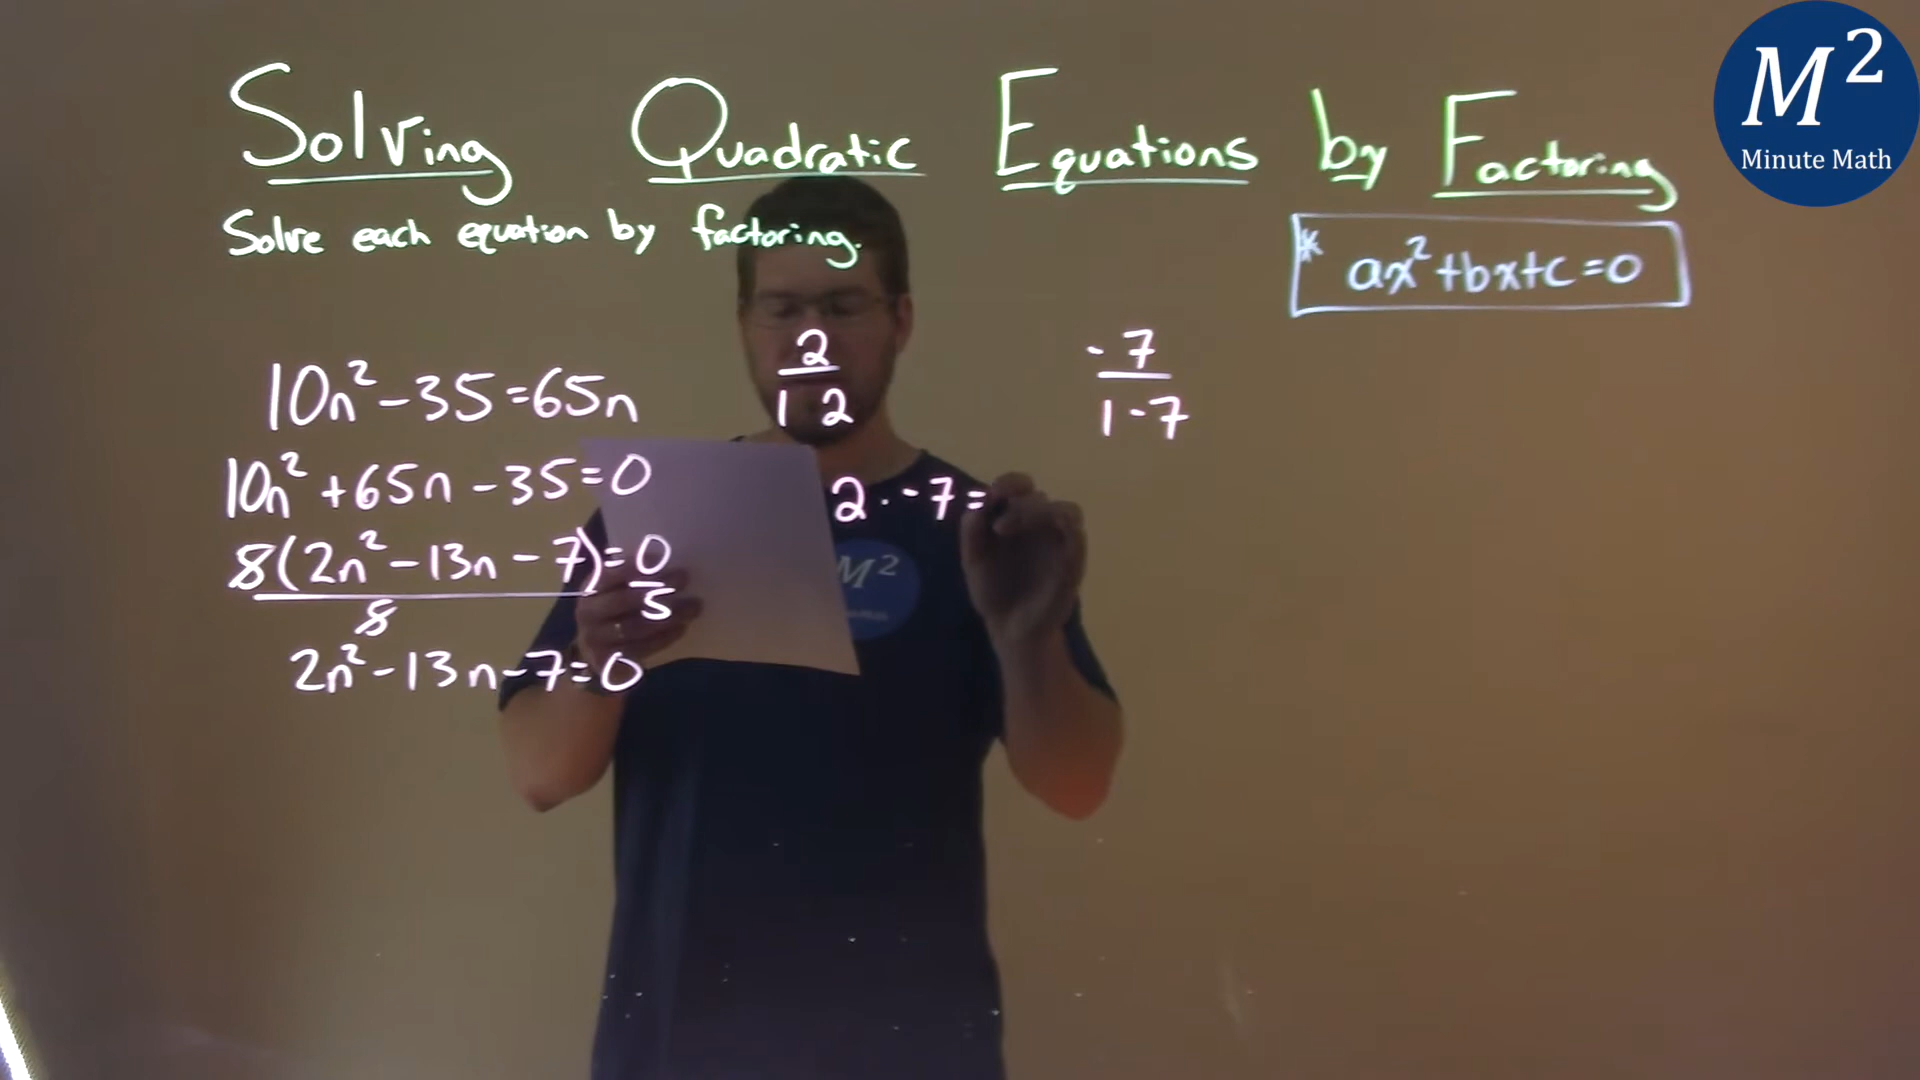 M²
Minute Math
Solving Quadratic Equations by Factoring
Solve each equation by factoring.
* ax²+bx+c=0
10n²-35=65n
10n²+65n-35=0
8(2n²-13n-7)=0
8 5
2n²-13n-7=0
2
1 2
-7
1 -7
2·-7=
M²